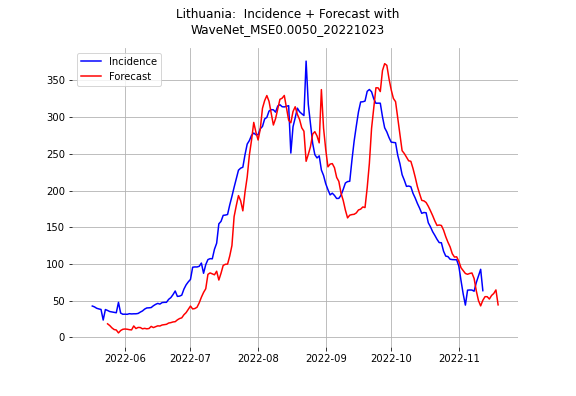 Lithuania:  Incidence + Forecast with
WaveNet_MSE0.0050_20221023
Incidence
Forecast
350
300
250
200
150
100
50
0
2022-06 2022-07 2022-08 2022-09 2022-10 2022-11